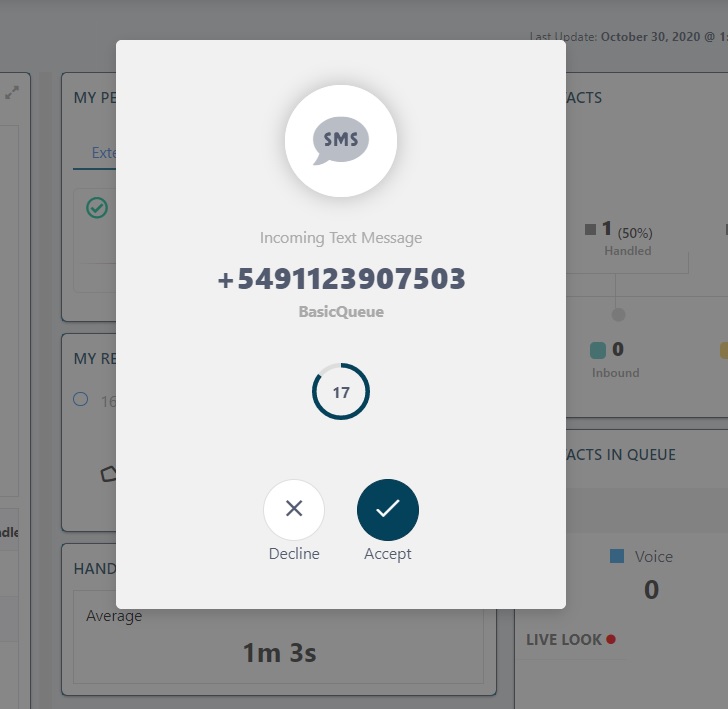 Last Update: October 30, 2020 @ 1:
MY PE
ACTS
Exte
SMS
Incoming Text Message
+5491123907503
BasicQueue
17
Decline
Accept
1 (50%)
Handled
0
Inbound
MY RE
16
ACTS IN QUEUE
Voice
0
LIVE LOOK
ndle
HAND
Average
1m 3s